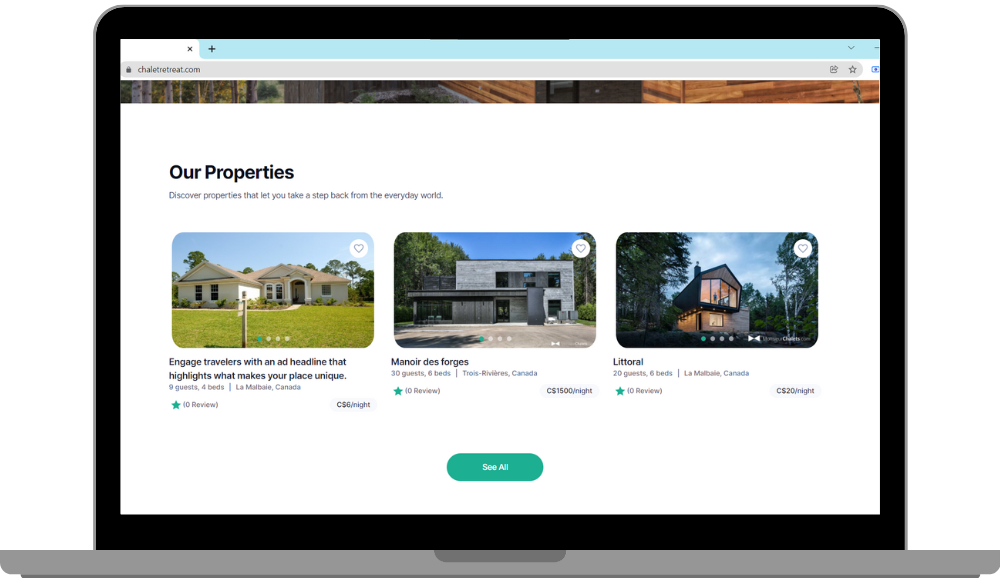 chaletretreat.com
Our Properties
Discover properties that let you take a step back from the everyday world.
Engage travelers with an ad headline that
highlights what makes your place unique.
9 guests, 4 beds | La Malbaie, Canada
(0 Review)
C$6/night
Manoir des forges
30 guests, 6 beds | Trois-Rivières, Canada
(0 Review)
C$1500/night
Littoral
20 guests, 6 beds | La Malbaie, Canada
(0 Review)
C$20/night
See All